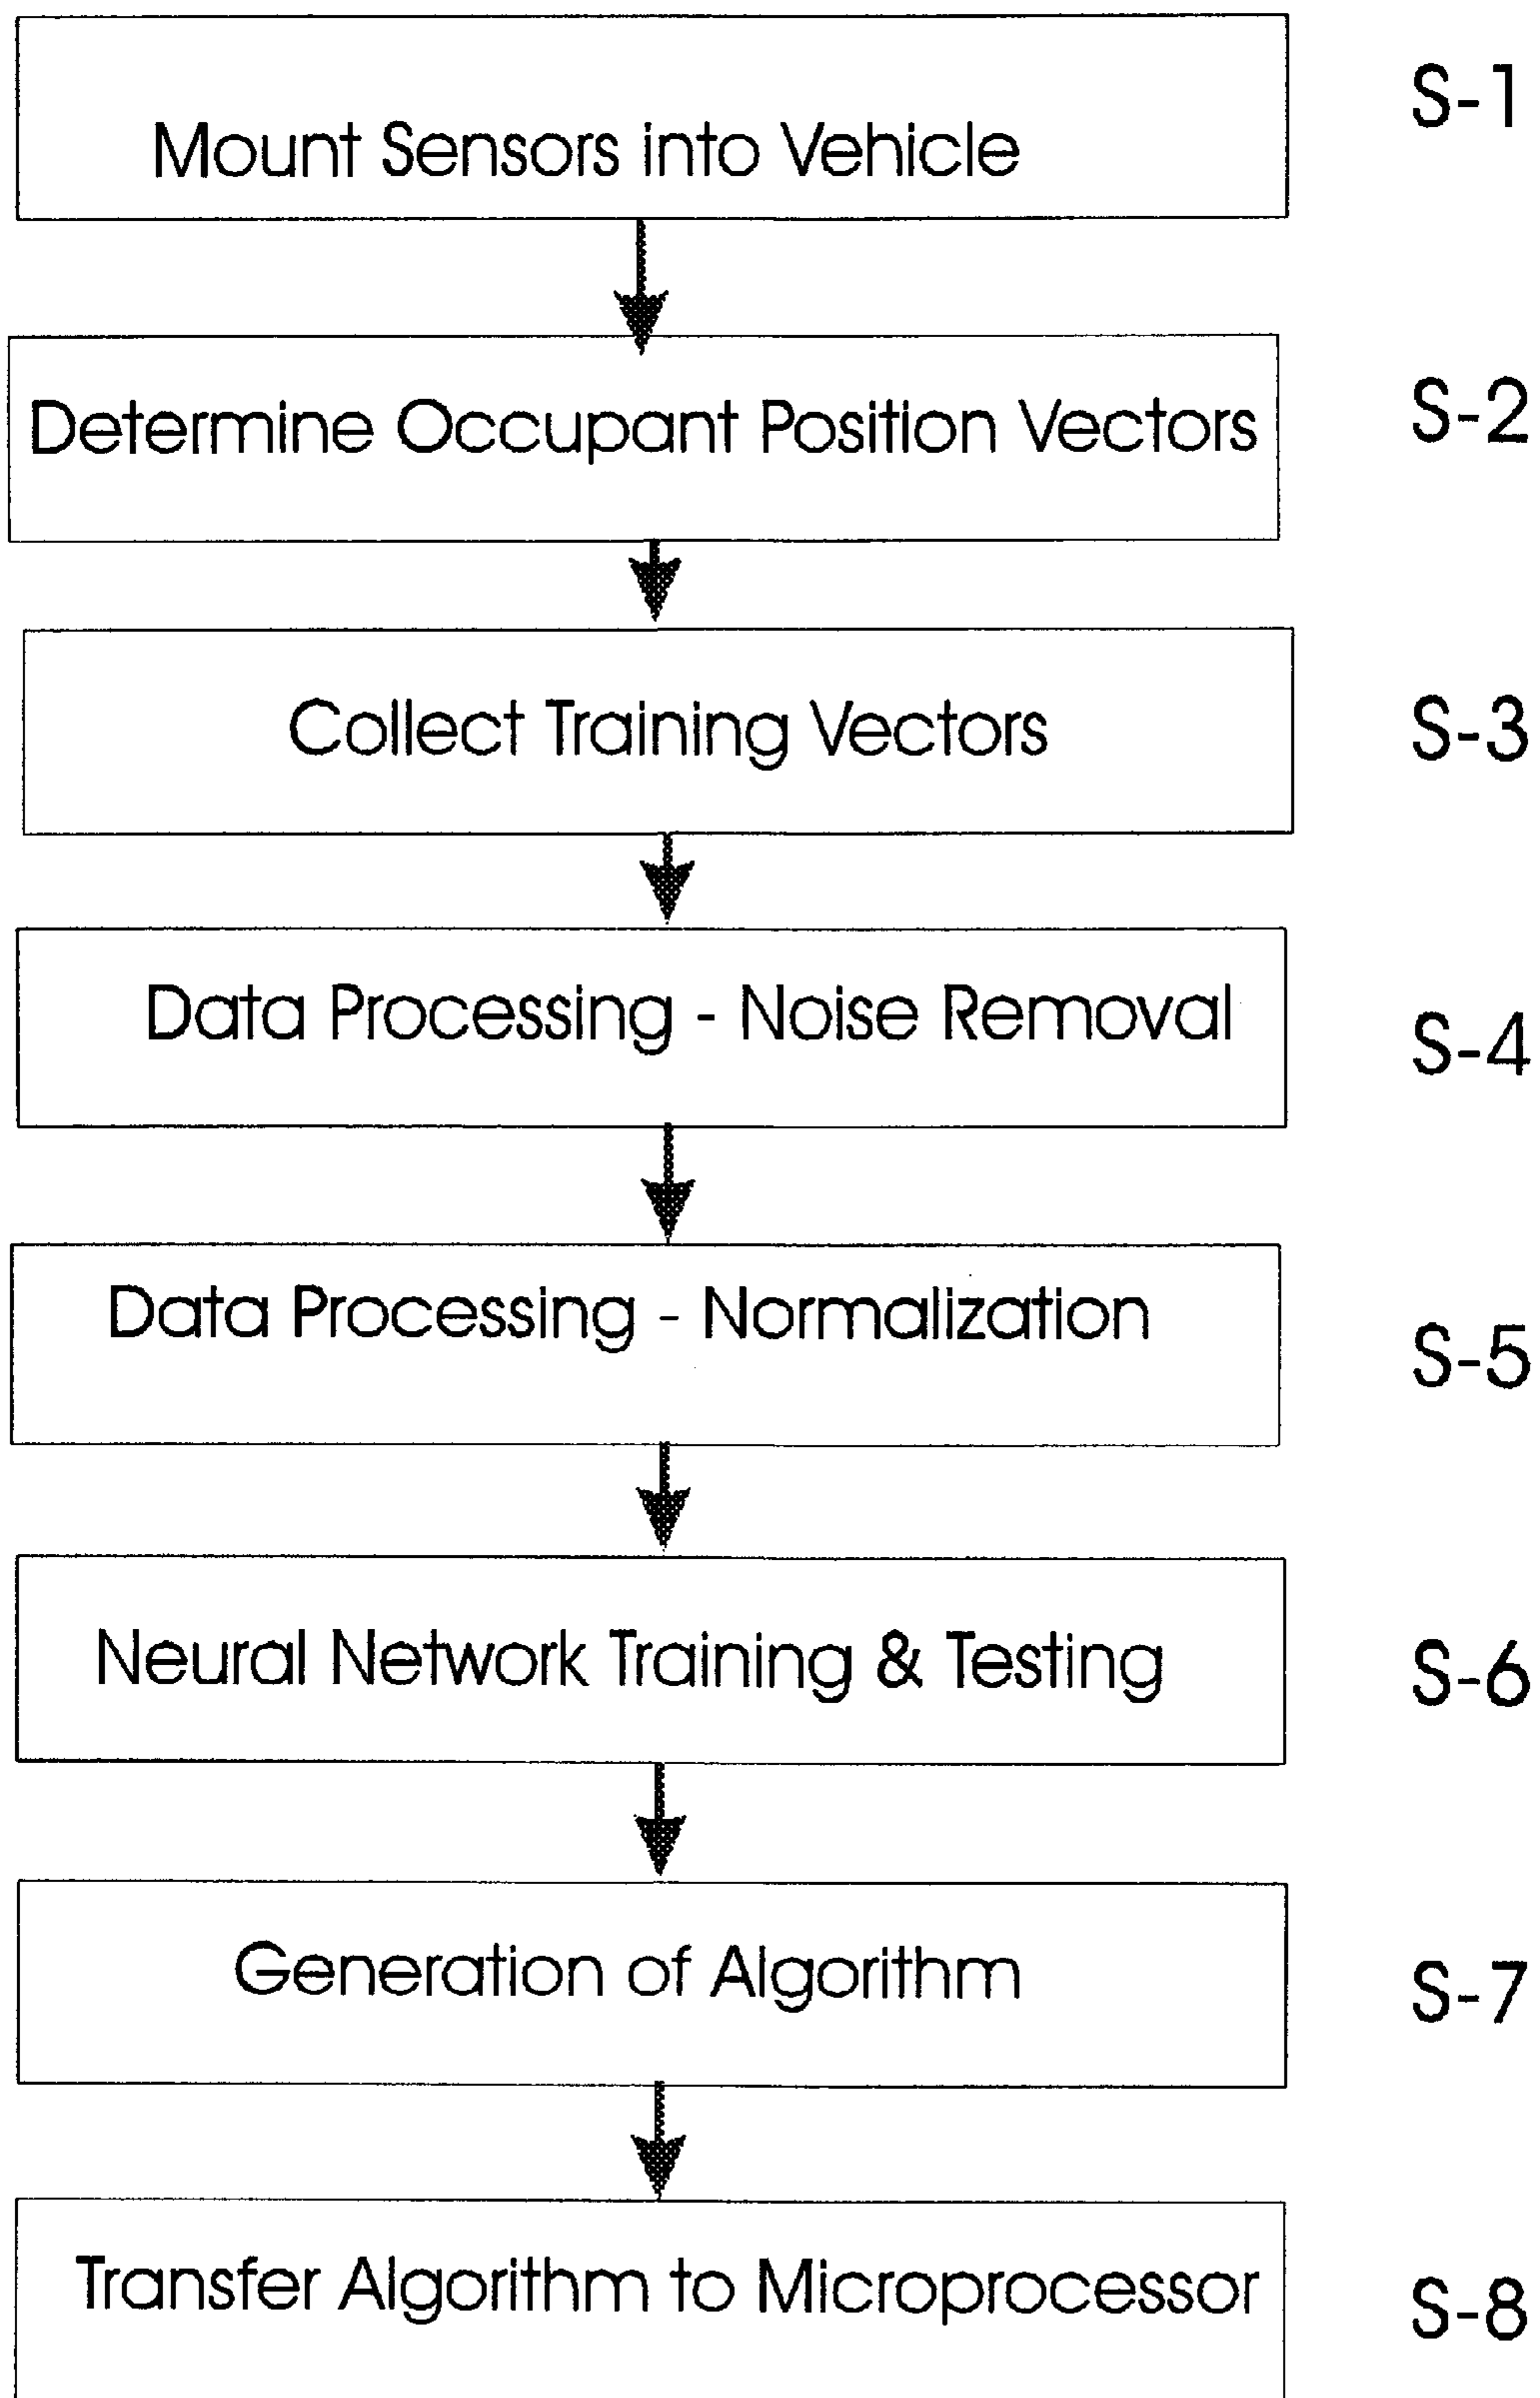 Mount Sensors into Vehicle S-1
Determine Occupant Position Vectors S-2
Collect Training Vectors S-3
Data Processing - Noise Removal S-4
Data Processing - Normalization S-5
Neural Network Training & Testing S-6
Generation of Algorithm S-7
Transfer Algorithm to Microprocessor S-8